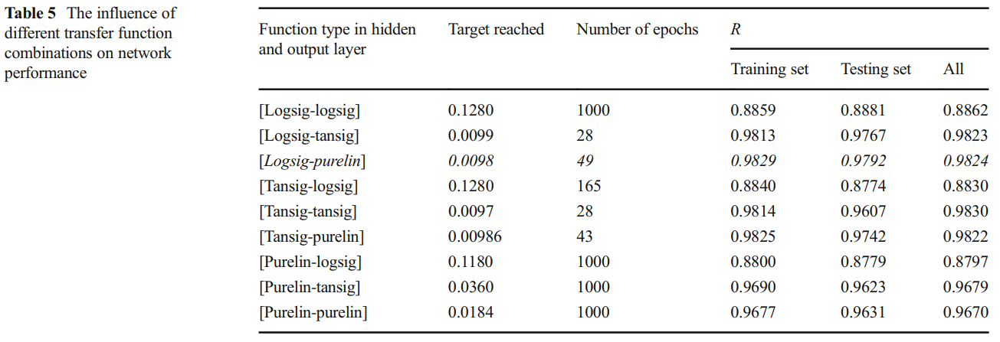 Table 5 The influence of
different transfer function
combinations on network
performance
Function type in hidden
and output layer
Target reached
Number of epochs
R
Training set
Testing set
All
[Logsig-logsig] 0.1280 1000 0.8859 0.8881 0.8862
[Logsig-tansig] 0.0099 28 0.9813 0.9767 0.9823
[Logsig-purelin] 0.0098 49 0.9829 0.9792 0.9824
[Tansig-logsig] 0.1280 165 0.8840 0.8774 0.8830
[Tansig-tansig] 0.0097 28 0.9814 0.9607 0.9830
[Tansig-purelin] 0.00986 43 0.9825 0.9742 0.9822
[Purelin-logsig] 0.1180 1000 0.8800 0.8779 0.8797
[Purelin-tansig] 0.0360 1000 0.9690 0.9623 0.9679
[Purelin-purelin] 0.0184 1000 0.9677 0.9631 0.9670